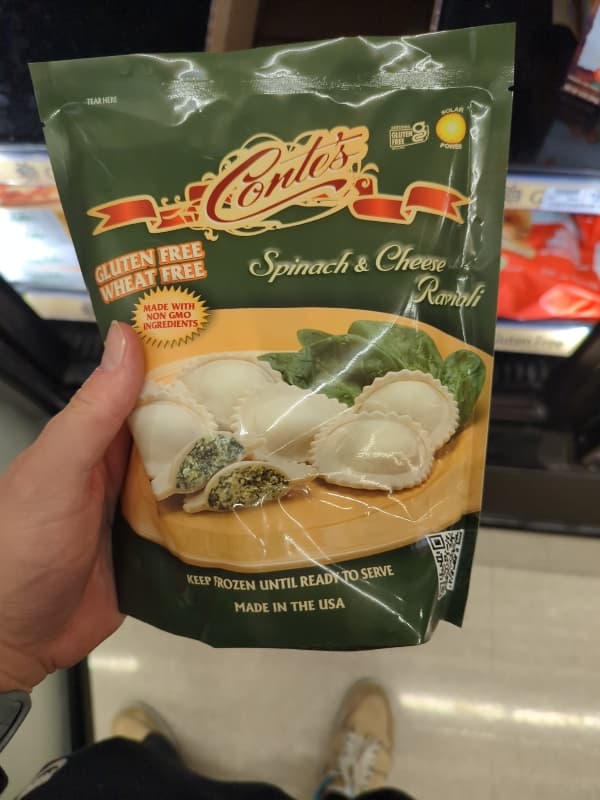 TEAR HERE
GLUTEN
FREE
SOLAR
POWER
Conte's
GLUTEN FREE
WHEAT FREE
Spinach & Cheese
Ravioli
MADE WITH
NON GMO
INGREDIENTS
KEEP FROZEN UNTIL READY TO SERVE
MADE IN THE USA